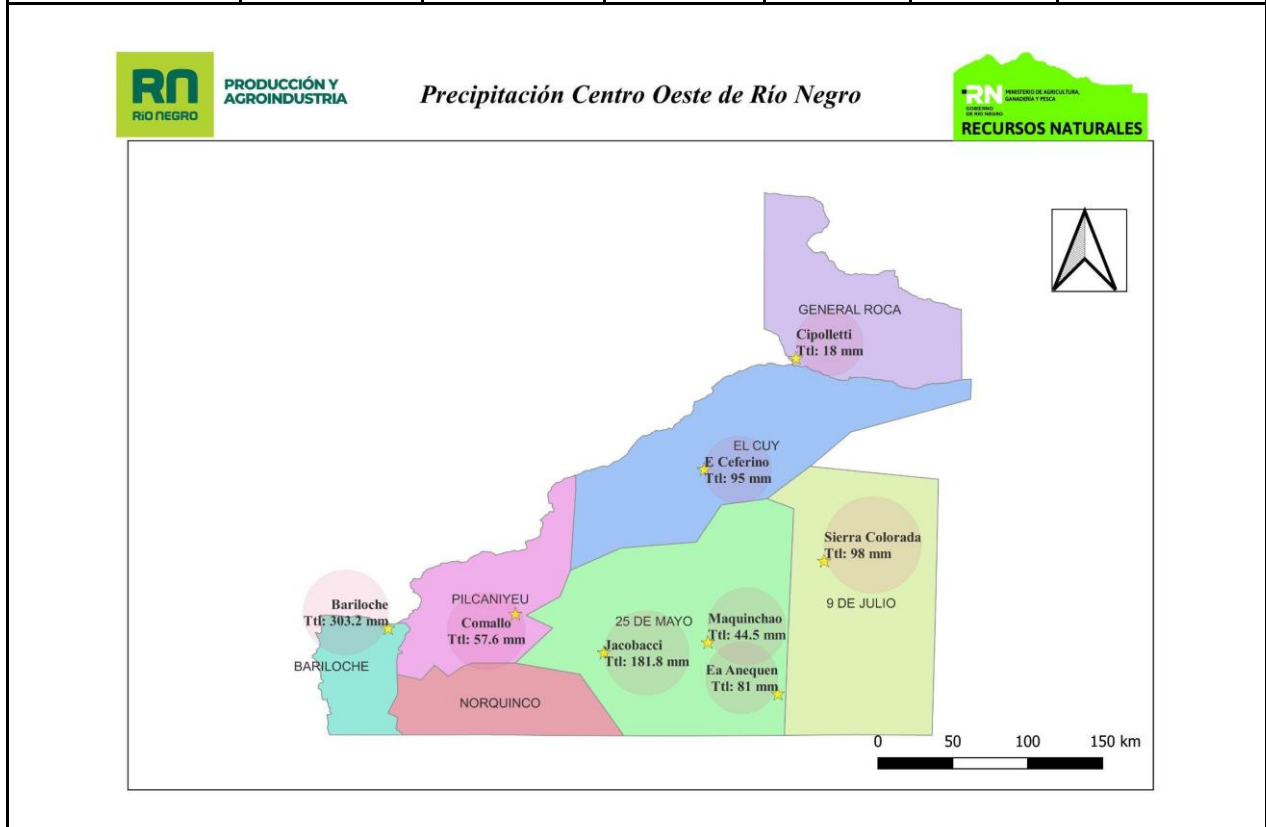 RN
RÍO NEGRO
PRODUCCIÓN Y
AGROINDUSTRIA
Precipitación Centro Oeste de Río Negro
RN
GOBIERNO
DE RÍO NEGRO
MINISTERIO DE AGRICULTURA,
GANADERÍA Y PESCA
RECURSOS NATURALES
GENERAL ROCA
Cipolletti
Ttl: 18 mm
EL CUY
E Ceferino
Ttl: 95 mm
Sierra Colorada
Ttl: 98 mm
9 DE JULIO
Bariloche
Ttl: 303.2 mm
BARILOCHE
PILCANIYEU
Comallo
Ttl: 57.6 mm
25 DE MAYO
Jacobacci
Ttl: 181.8 mm
Maquinchao
Ttl: 44.5 mm
Ea Anequen
Ttl: 81 mm
NORQUINCO
0 50 100 150 km